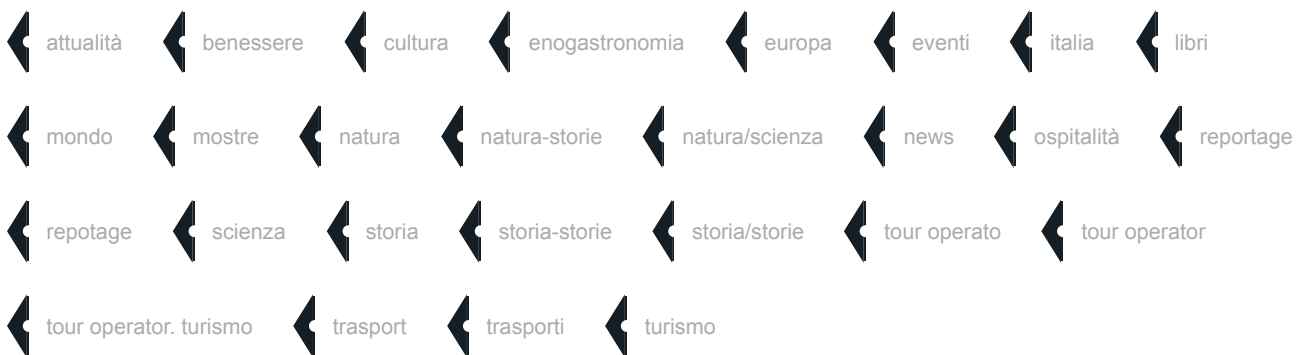 attualità benessere cultura enogastronomia europa eventi italia libri
mondo mostre natura natura-storie natura/scienza news ospitalità reportage
repotage scienza storia storia-storie storia/storie tour operato tour operator
tour operator. turismo trasport trasporti turismo